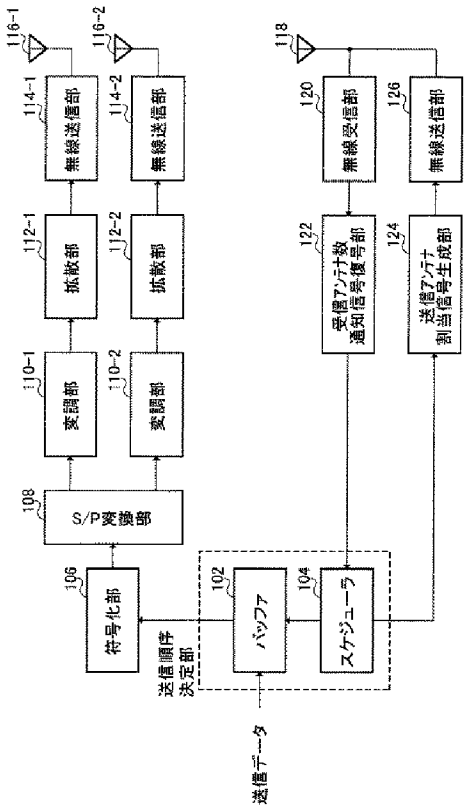 送信データ
送信順序
決定部
102
バッファ
104
スケジューラ
106
符号化部
108
S/P変換部
110-1
変調部
112-1
拡散部
114-1
無線送信部
116-1
110-2
変調部
112-2
拡散部
114-2
無線送信部
116-2
118
120
無線受信部
122
受信アンテナ数
通知信号復号部
124
送信アンテナ
割当信号生成部
126
無線送信部